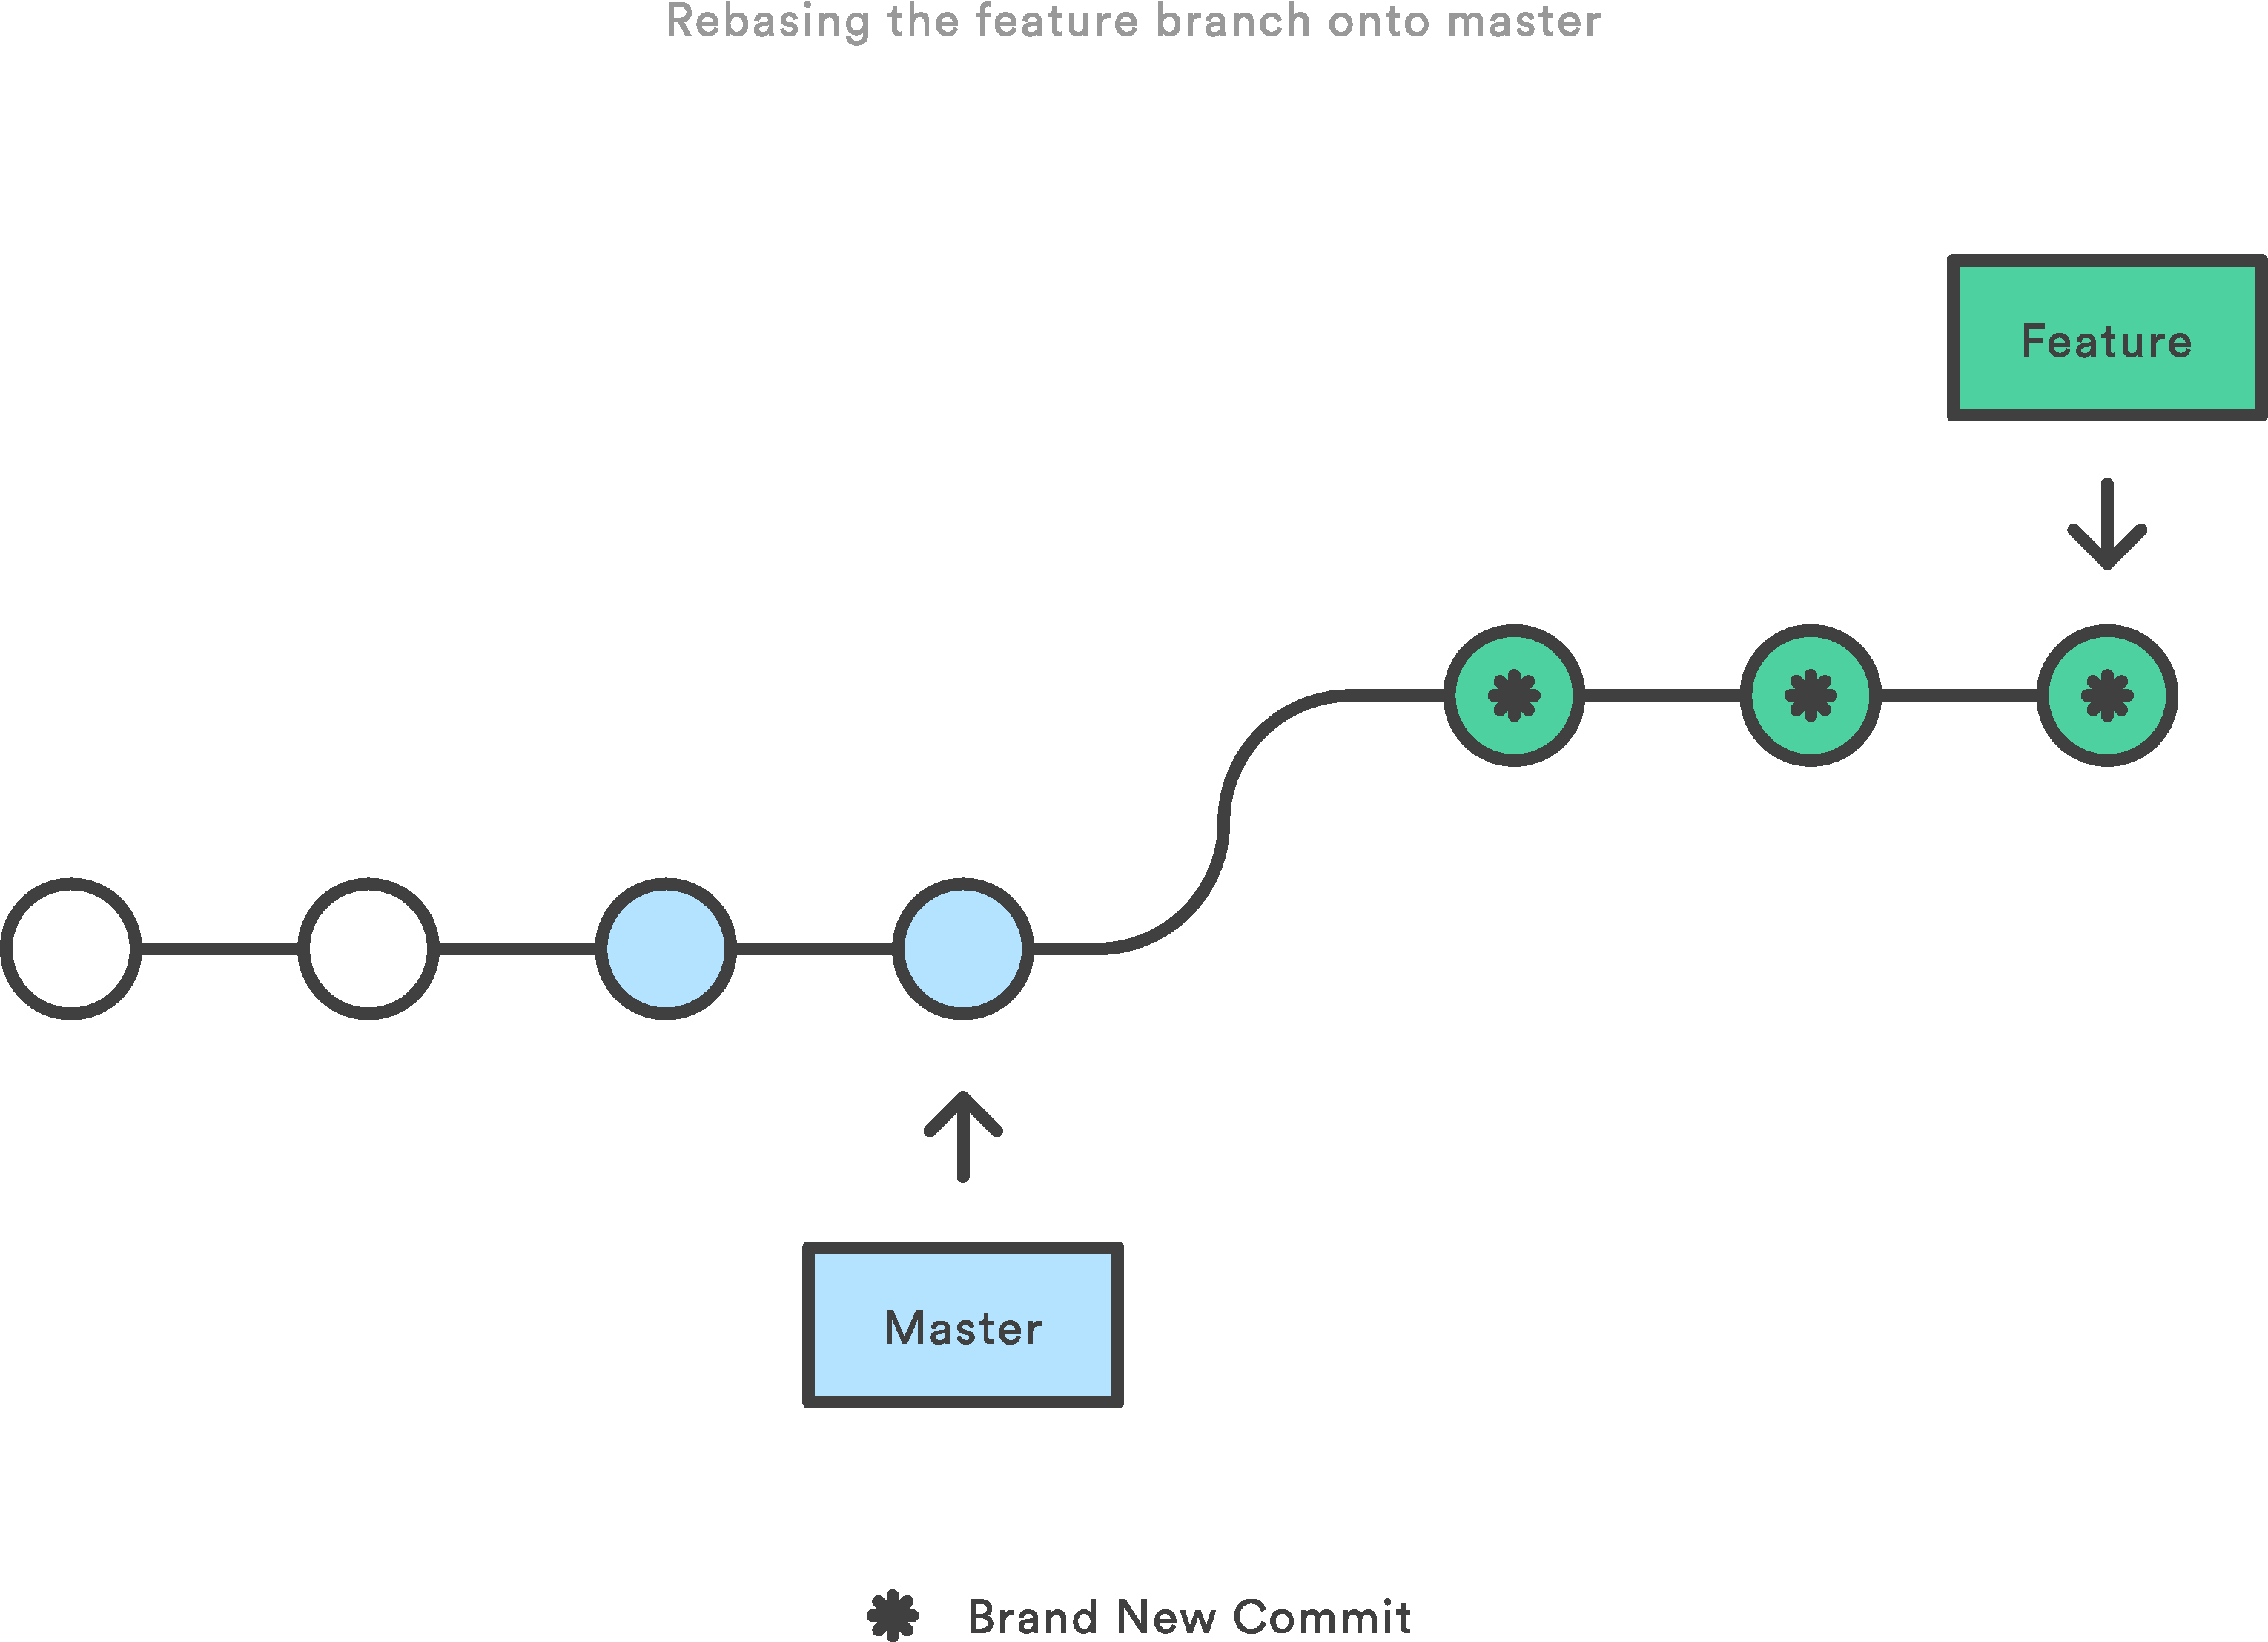 Rebasing the feature branch onto master
Feature
Master
Brand New Commit